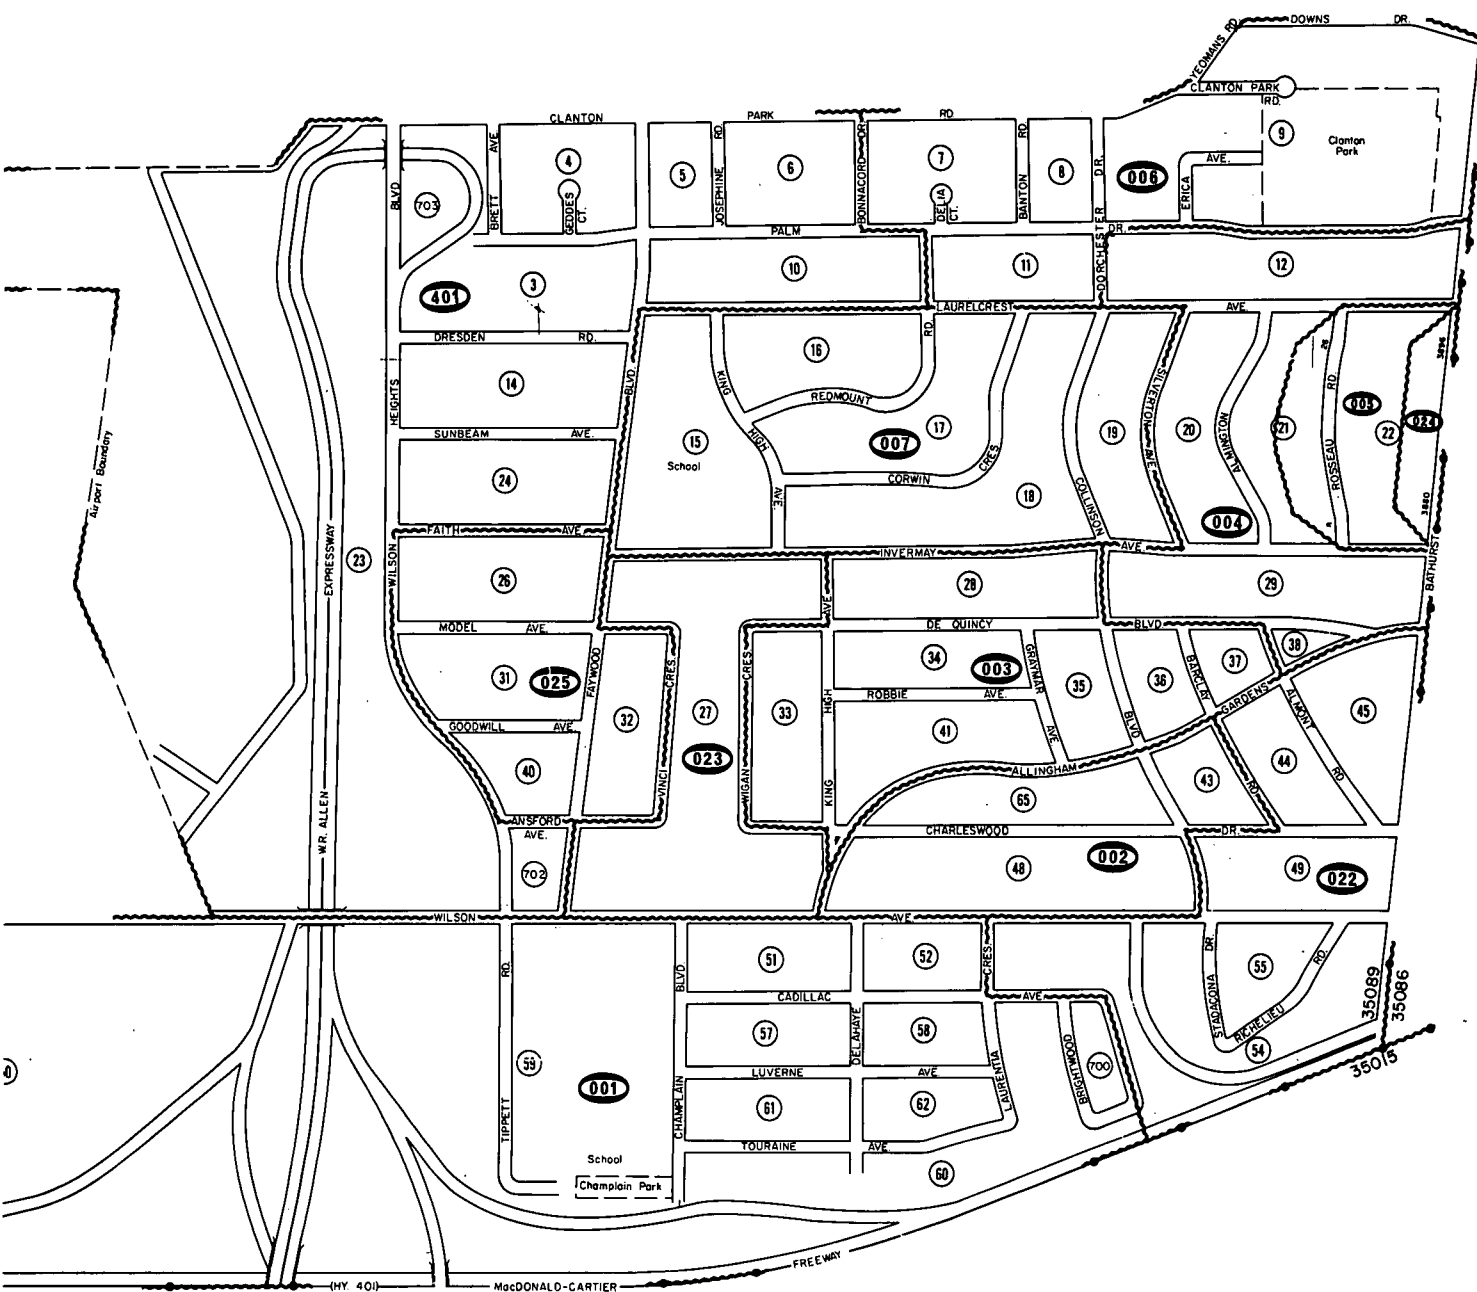 DOWNS DR.
YEOMANS RD.
CLANTON PARK RD.
CLANTON PARK RD
9
Clanton Park
BLVD
703
BRETT AVE
4
GEDDES CT.
5
JOSEPHINE RD.
6
BONNACORD DR.
7
DELIA CT.
BANTON RD.
8
DORCHESTER DR.
006
ERICA AVE.
PALM DR.
401
3
10
11
12
LAURELCREST AVE.
DRESDEN RD.
HEIGHTS
14
BLVD.
16
RD.
KING
REDMOUNT
SILVERTON AVE
ALMINGTON
28
RD
3896
005
024
SUNBEAM AVE.
15
School
HIGH
007
17
19
20
21
ROSSEAU
22
24
CORWIN CRES
18
AVE
COLLINSON
3880
004
FAITH AVE.
Airport Boundary
EXPRESSWAY
23
WILSON
INVERMAY AVE.
BATHURST
26
28
29
AVE
MODEL AVE.
DE QUINCY BLVD
CRES.
CRES.
31
025
FAYWOOD
34
003
GRAYMAR
35
36
BARCLAY
37
38
ROBBIE AVE.
GARDENS
ALMONT
45
GOODWILL AVE.
32
27
33
HIGH
41
AVE
BLVD
40
023
VINCI
WIGAN
KING
ALLINGHAM
65
43
RD
44
RD
W.R. ALLEN
ANSFORD AVE.
CHARLESWOOD DR.
702
48
002
49
022
WILSON AVE.
RD.
BLVD.
51
52
CRES.
DR.
55
RD.
CADILLAC AVE
35089
35086
57
DELAHAYE
58
STADACONA
RICHELIEU
54
59
LUVERNE AVE.
LAURENTIA
BRIGHTWOOD
700
35015
001
TIPPETT
CHAMPLAIN
61
62
TOURAINE AVE.
School
Champlain Park
60
FREEWAY
(HY. 401)
MacDONALD-CARTIER